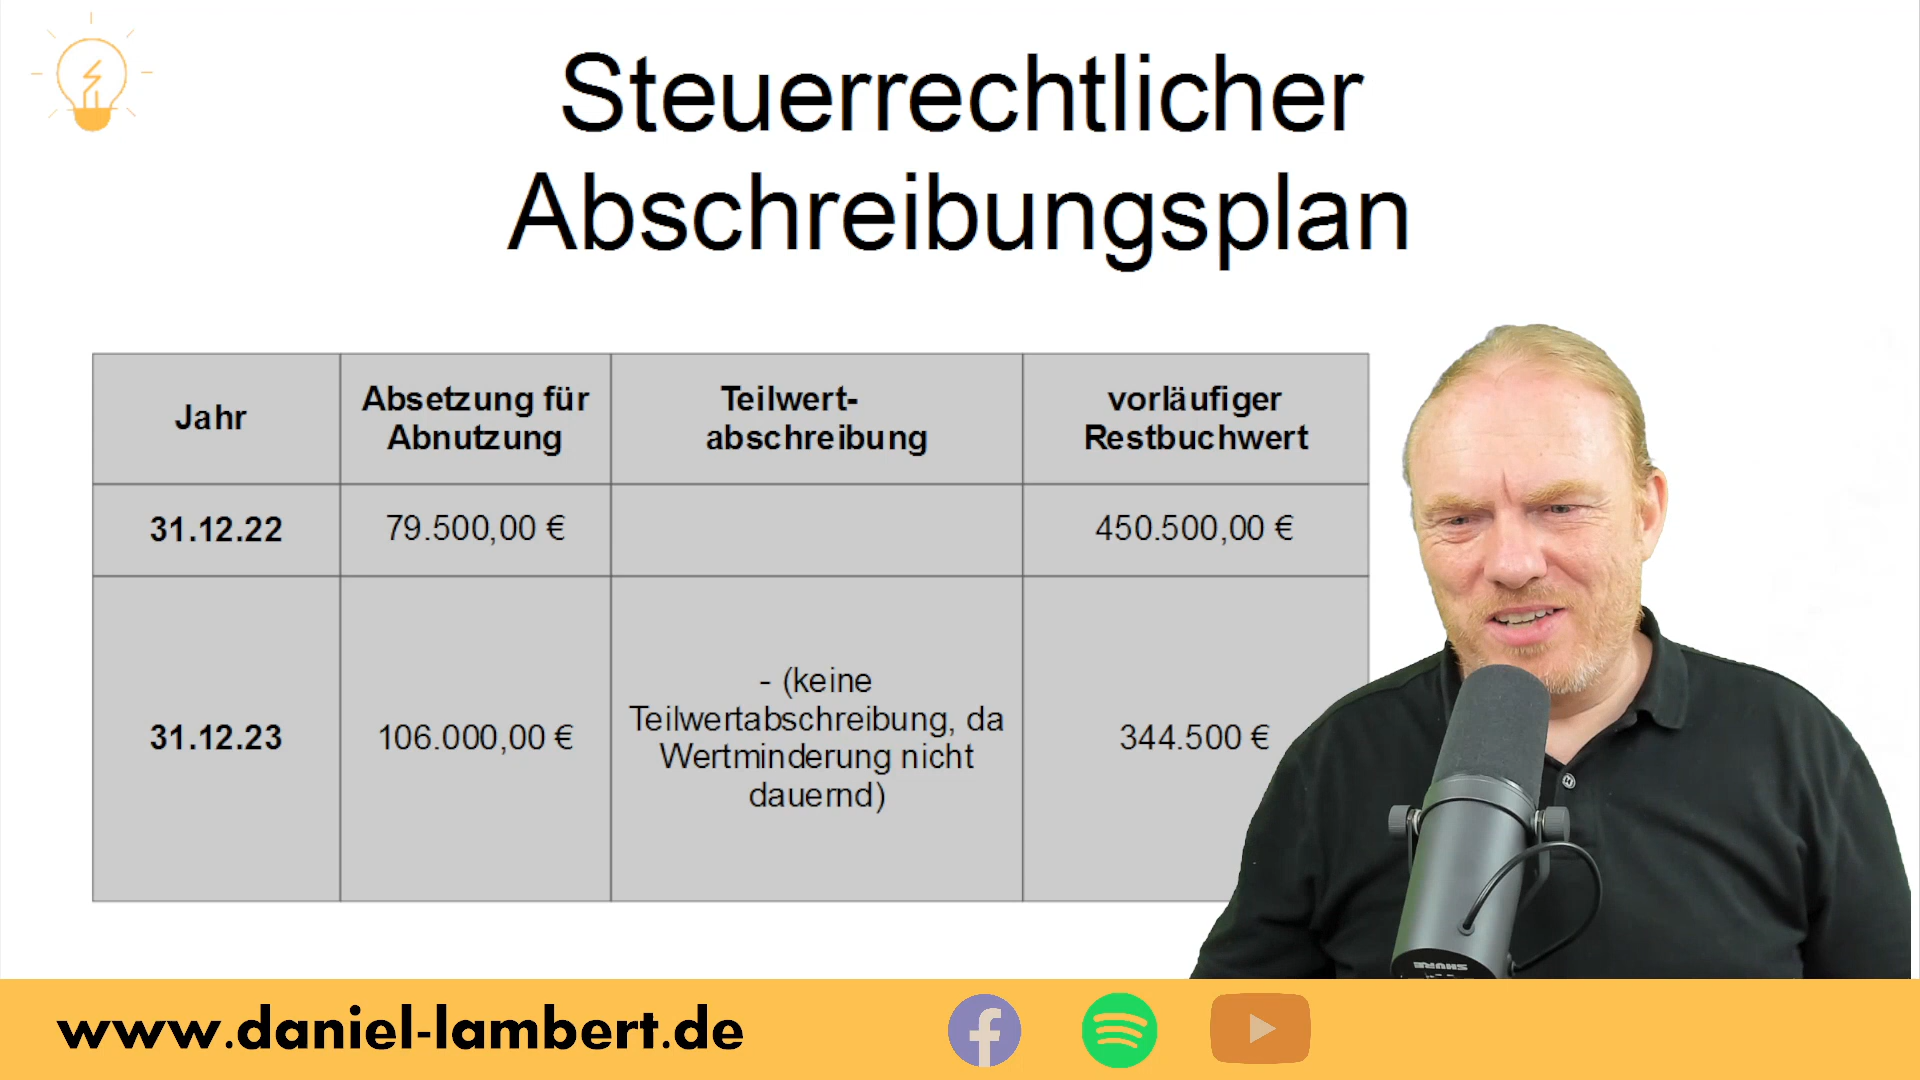 Steuerrechtlicher
Abschreibungsplan
Jahr
Absetzung für
Abnutzung
Teilwert-
abschreibung
vorläufiger
Restbuchwert
31.12.22
79.500,00 €
450.500,00 €
31.12.23
106.000,00 €
- (keine
Teilwertabschreibung, da
Wertminderung nicht
dauernd)
344.500 €
SHURE
www.daniel-lambert.de